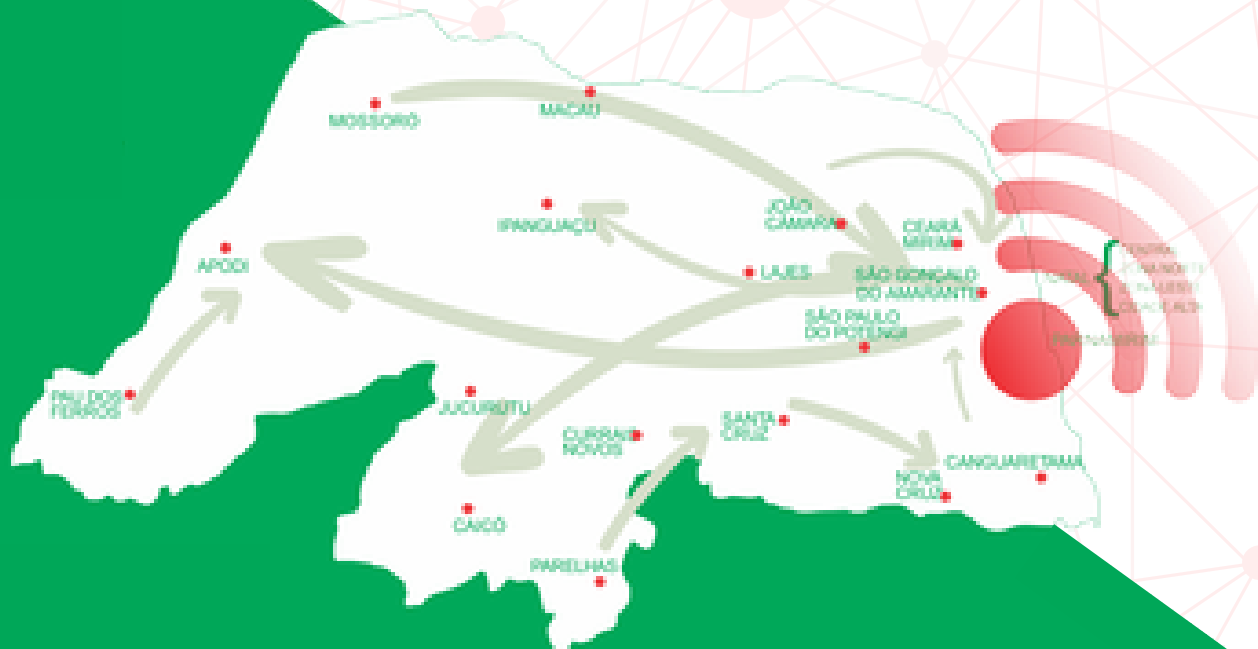 MOSSORÓ
MACAU
IPANGUAÇU
JOÃO
CÂMARA
CEARÁ
MIRIM
APODI
LAJES
SÃO GONÇALO
DO AMARANTE
SÃO PAULO
DO POTENGI
PARNAMIRIM
PAU DOS
FERROS
JUCURUTU
CURRAIS
NOVOS
SANTA
CRUZ
CANGUARETAMA
NOVA
CRUZ
CAICÓ
PARELHAS